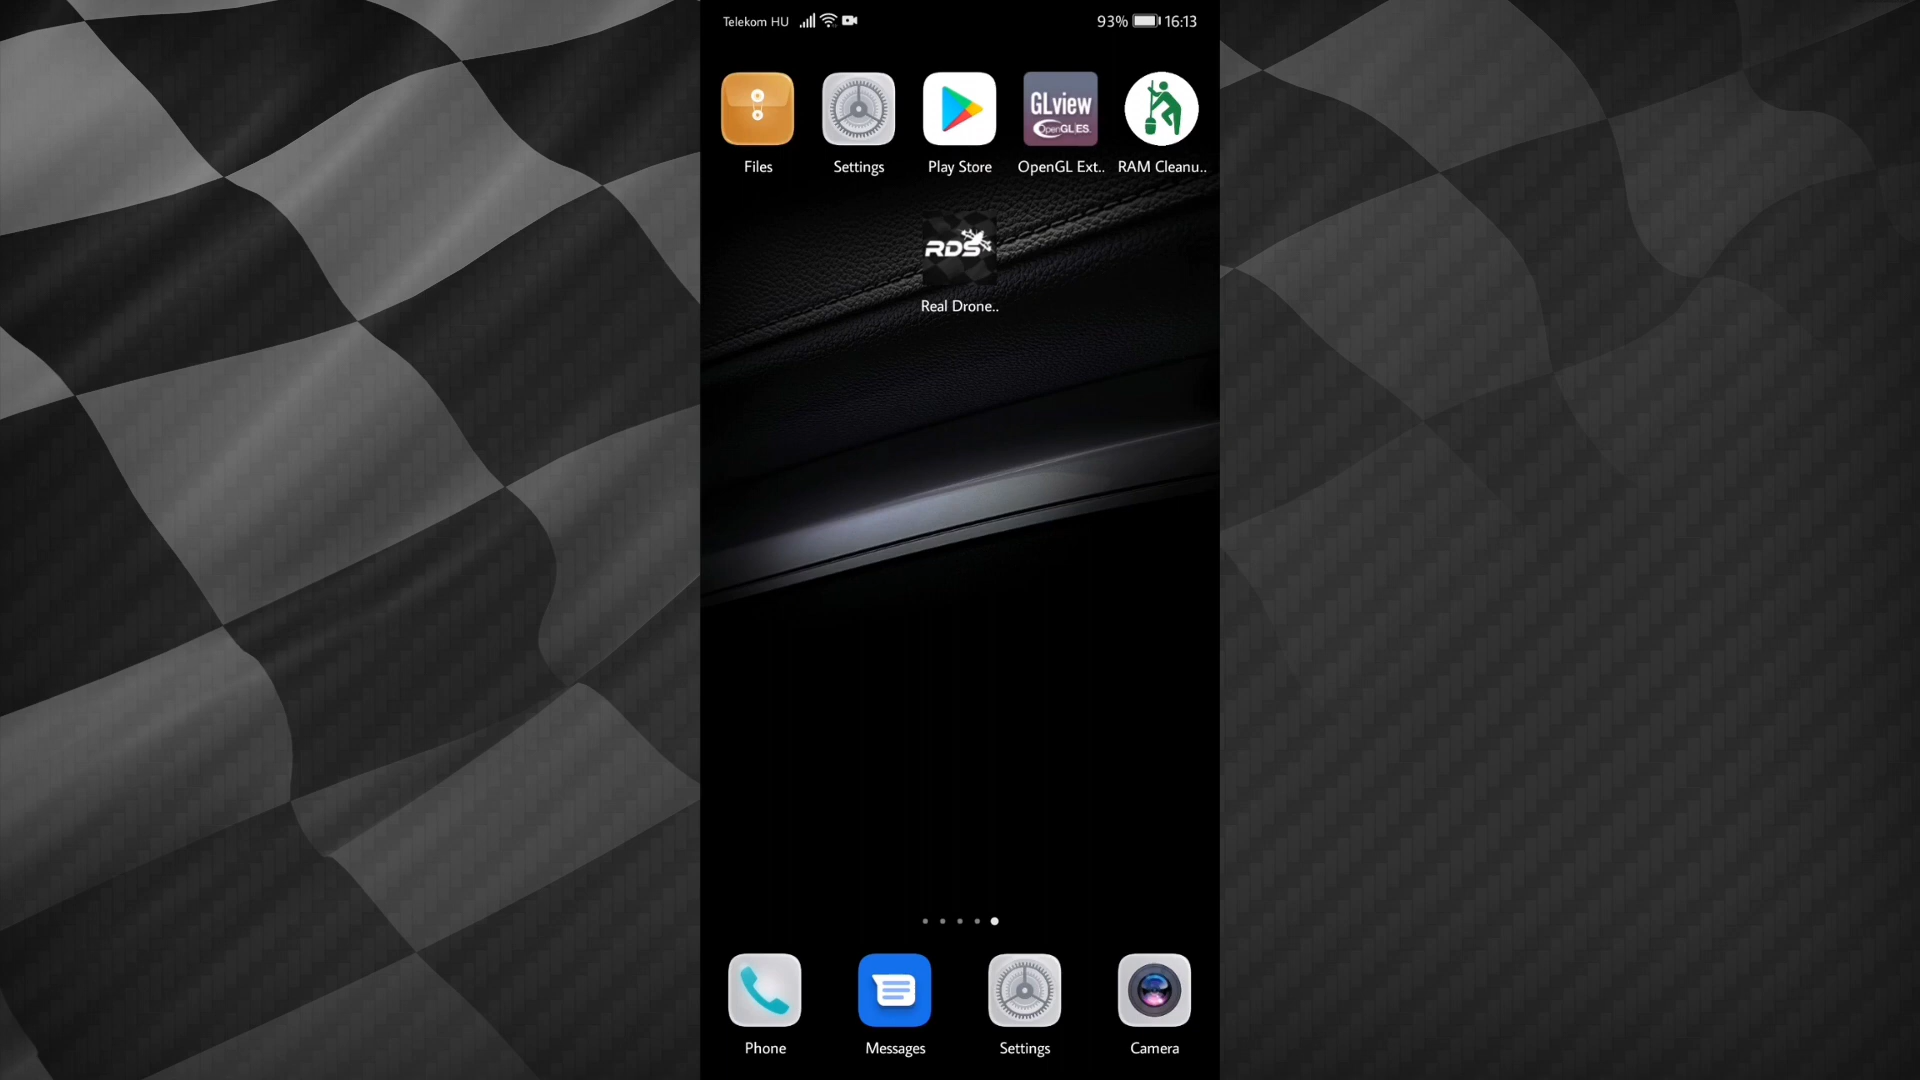 Telekom HU
93% 16:13
GLview
OpenGL|ES.
Files
Settings
Play Store
OpenGL Ext..
RAM Cleanu..
RDS
Real Drone..
Phone
Messages
Settings
Camera